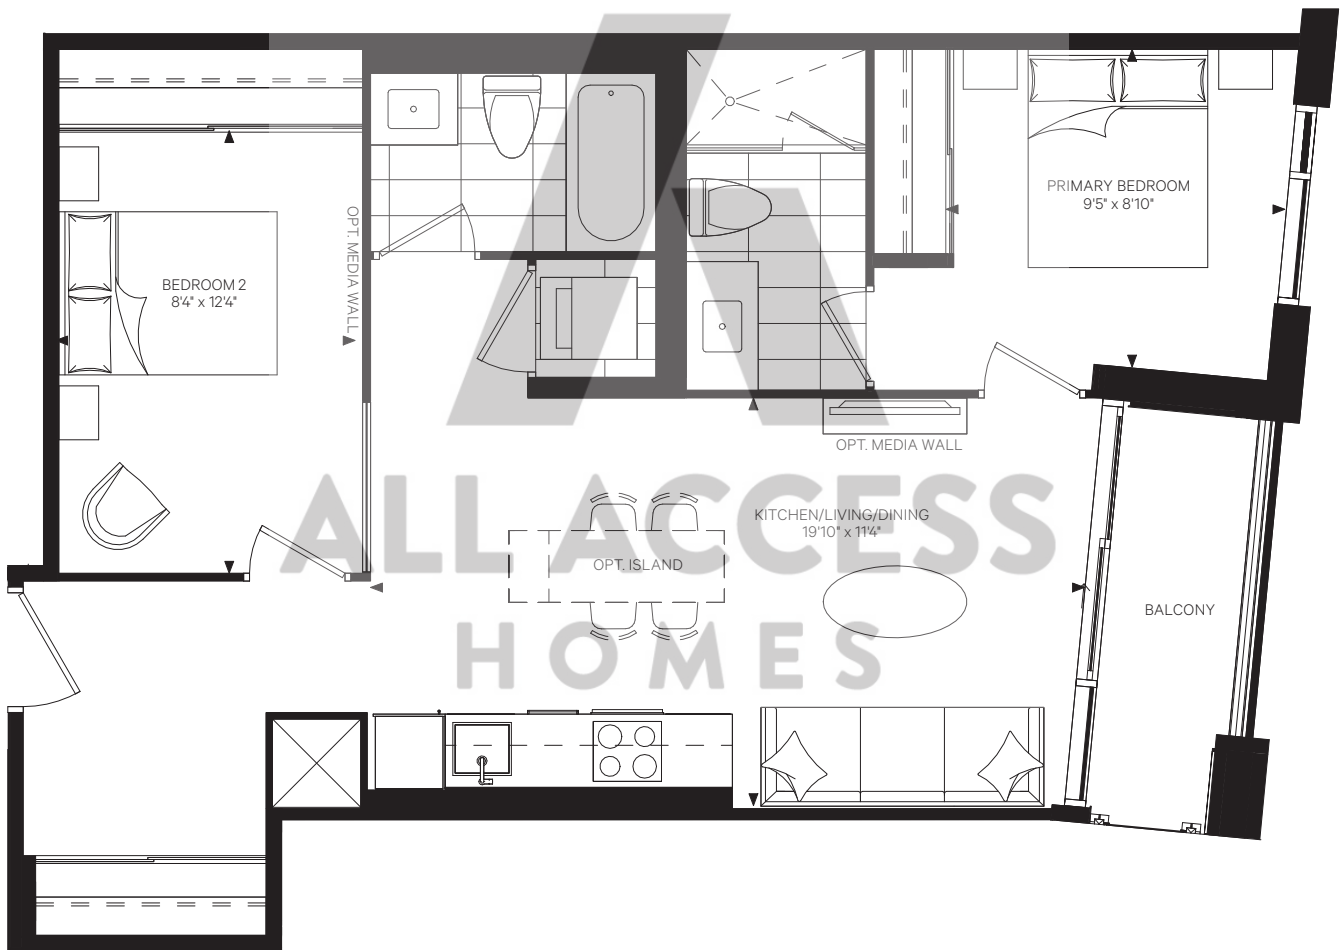 PRIMARY BEDROOM
9'5" x 8'10"
OPT. MEDIA WALL
BEDROOM 2
8'4" x 12'4"
OPT. MEDIA WALL
KITCHEN/LIVING/DINING
19'10" x 11'4"
OPT. ISLAND
BALCONY
ALL ACCESS
HOMES